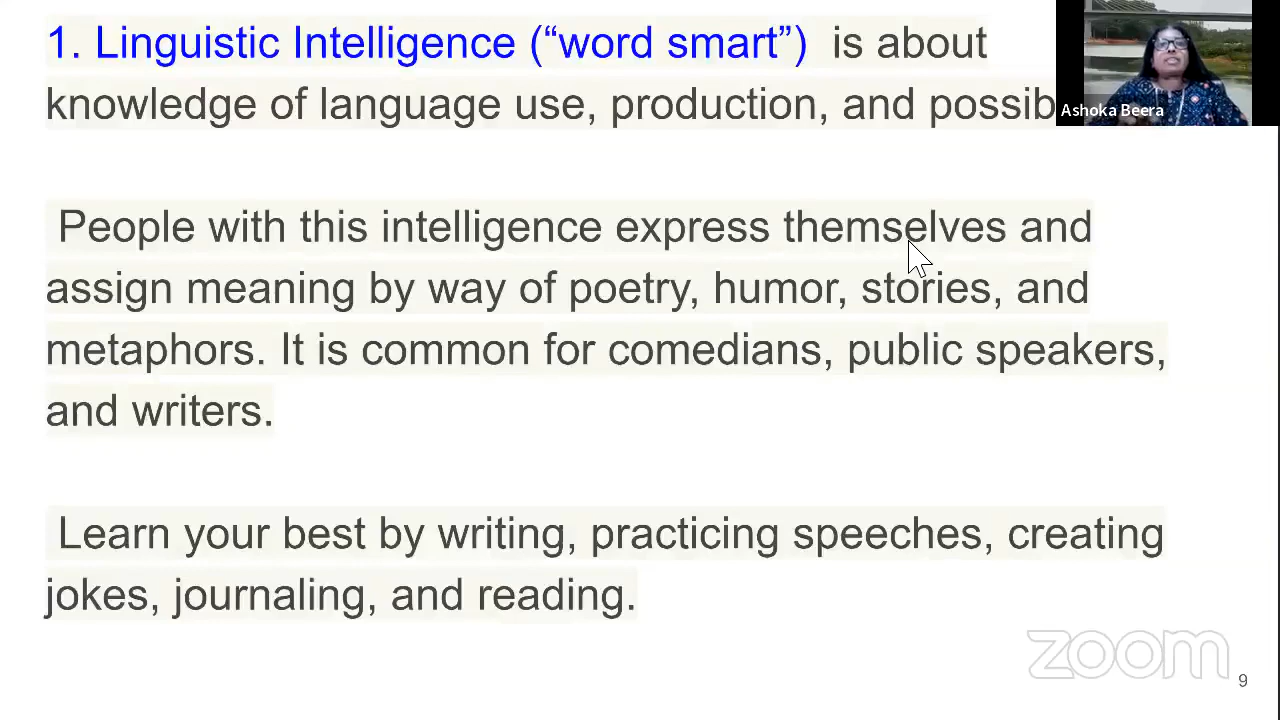 1. Linguistic Intelligence (“word smart”) is about
knowledge of language use, production, and
Ashoka Beera
People with this intelligence express themselves and
assign meaning by way of poetry, humor, stories, and
metaphors. It is common for comedians, public speakers,
and writers.
Learn your best by writing, practicing speeches, creating
jokes, journaling, and reading.
zoom
9